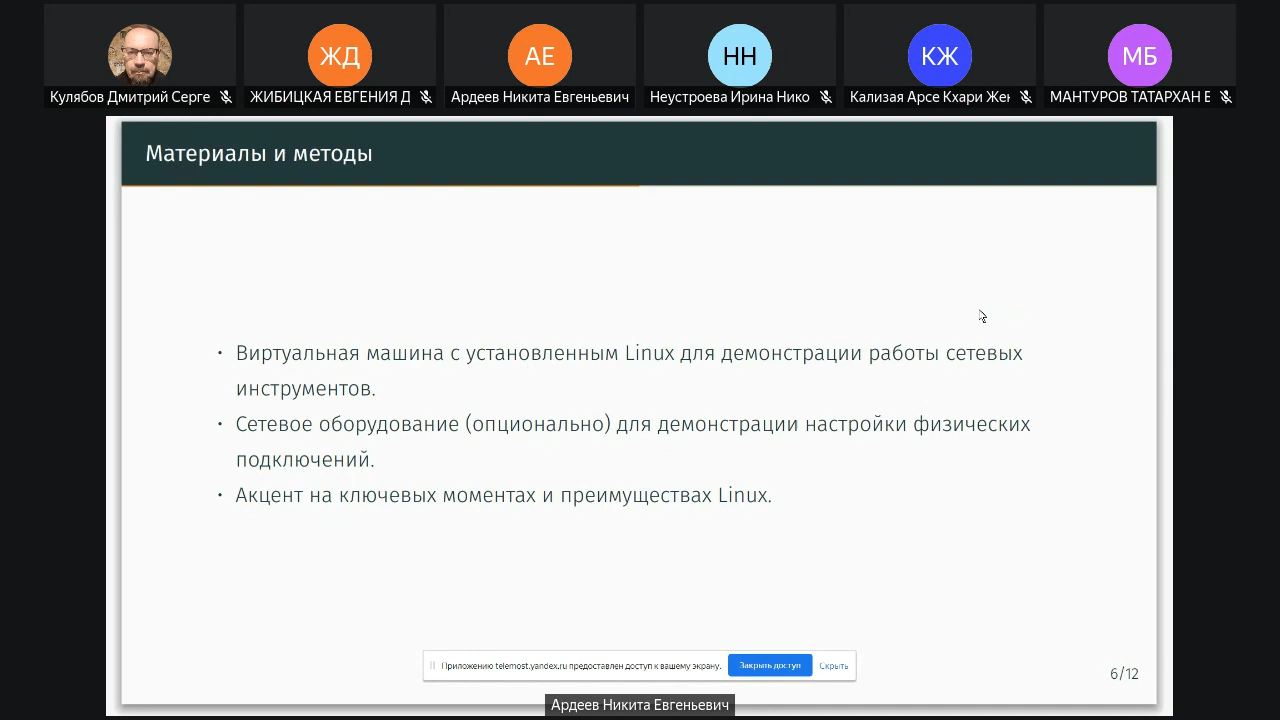 ЖД
АЕ
НН
КЖ
МБ
Кулябов Дмитрий Серге
ЖИБИЦКАЯ ЕВГЕНИЯ Д
Ардеев Никита Евгеньевич
Неустроева Ирина Нико
Кализая Арсе Кхари Жек
МАНТУРОВ ТАТАРХАН Б
Материалы и методы
• Виртуальная машина с установленным Linux для демонстрации работы сетевых
инструментов.
• Сетевое оборудование (опционально) для демонстрации настройки физических
подключений.
• Акцент на ключевых моментах и преимуществах Linux.
Приложению telemost.yandex.ru предоставлен доступ к вашему экрану.
Закрыть доступ
Скрыть
6/12
Ардеев Никита Евгеньевич